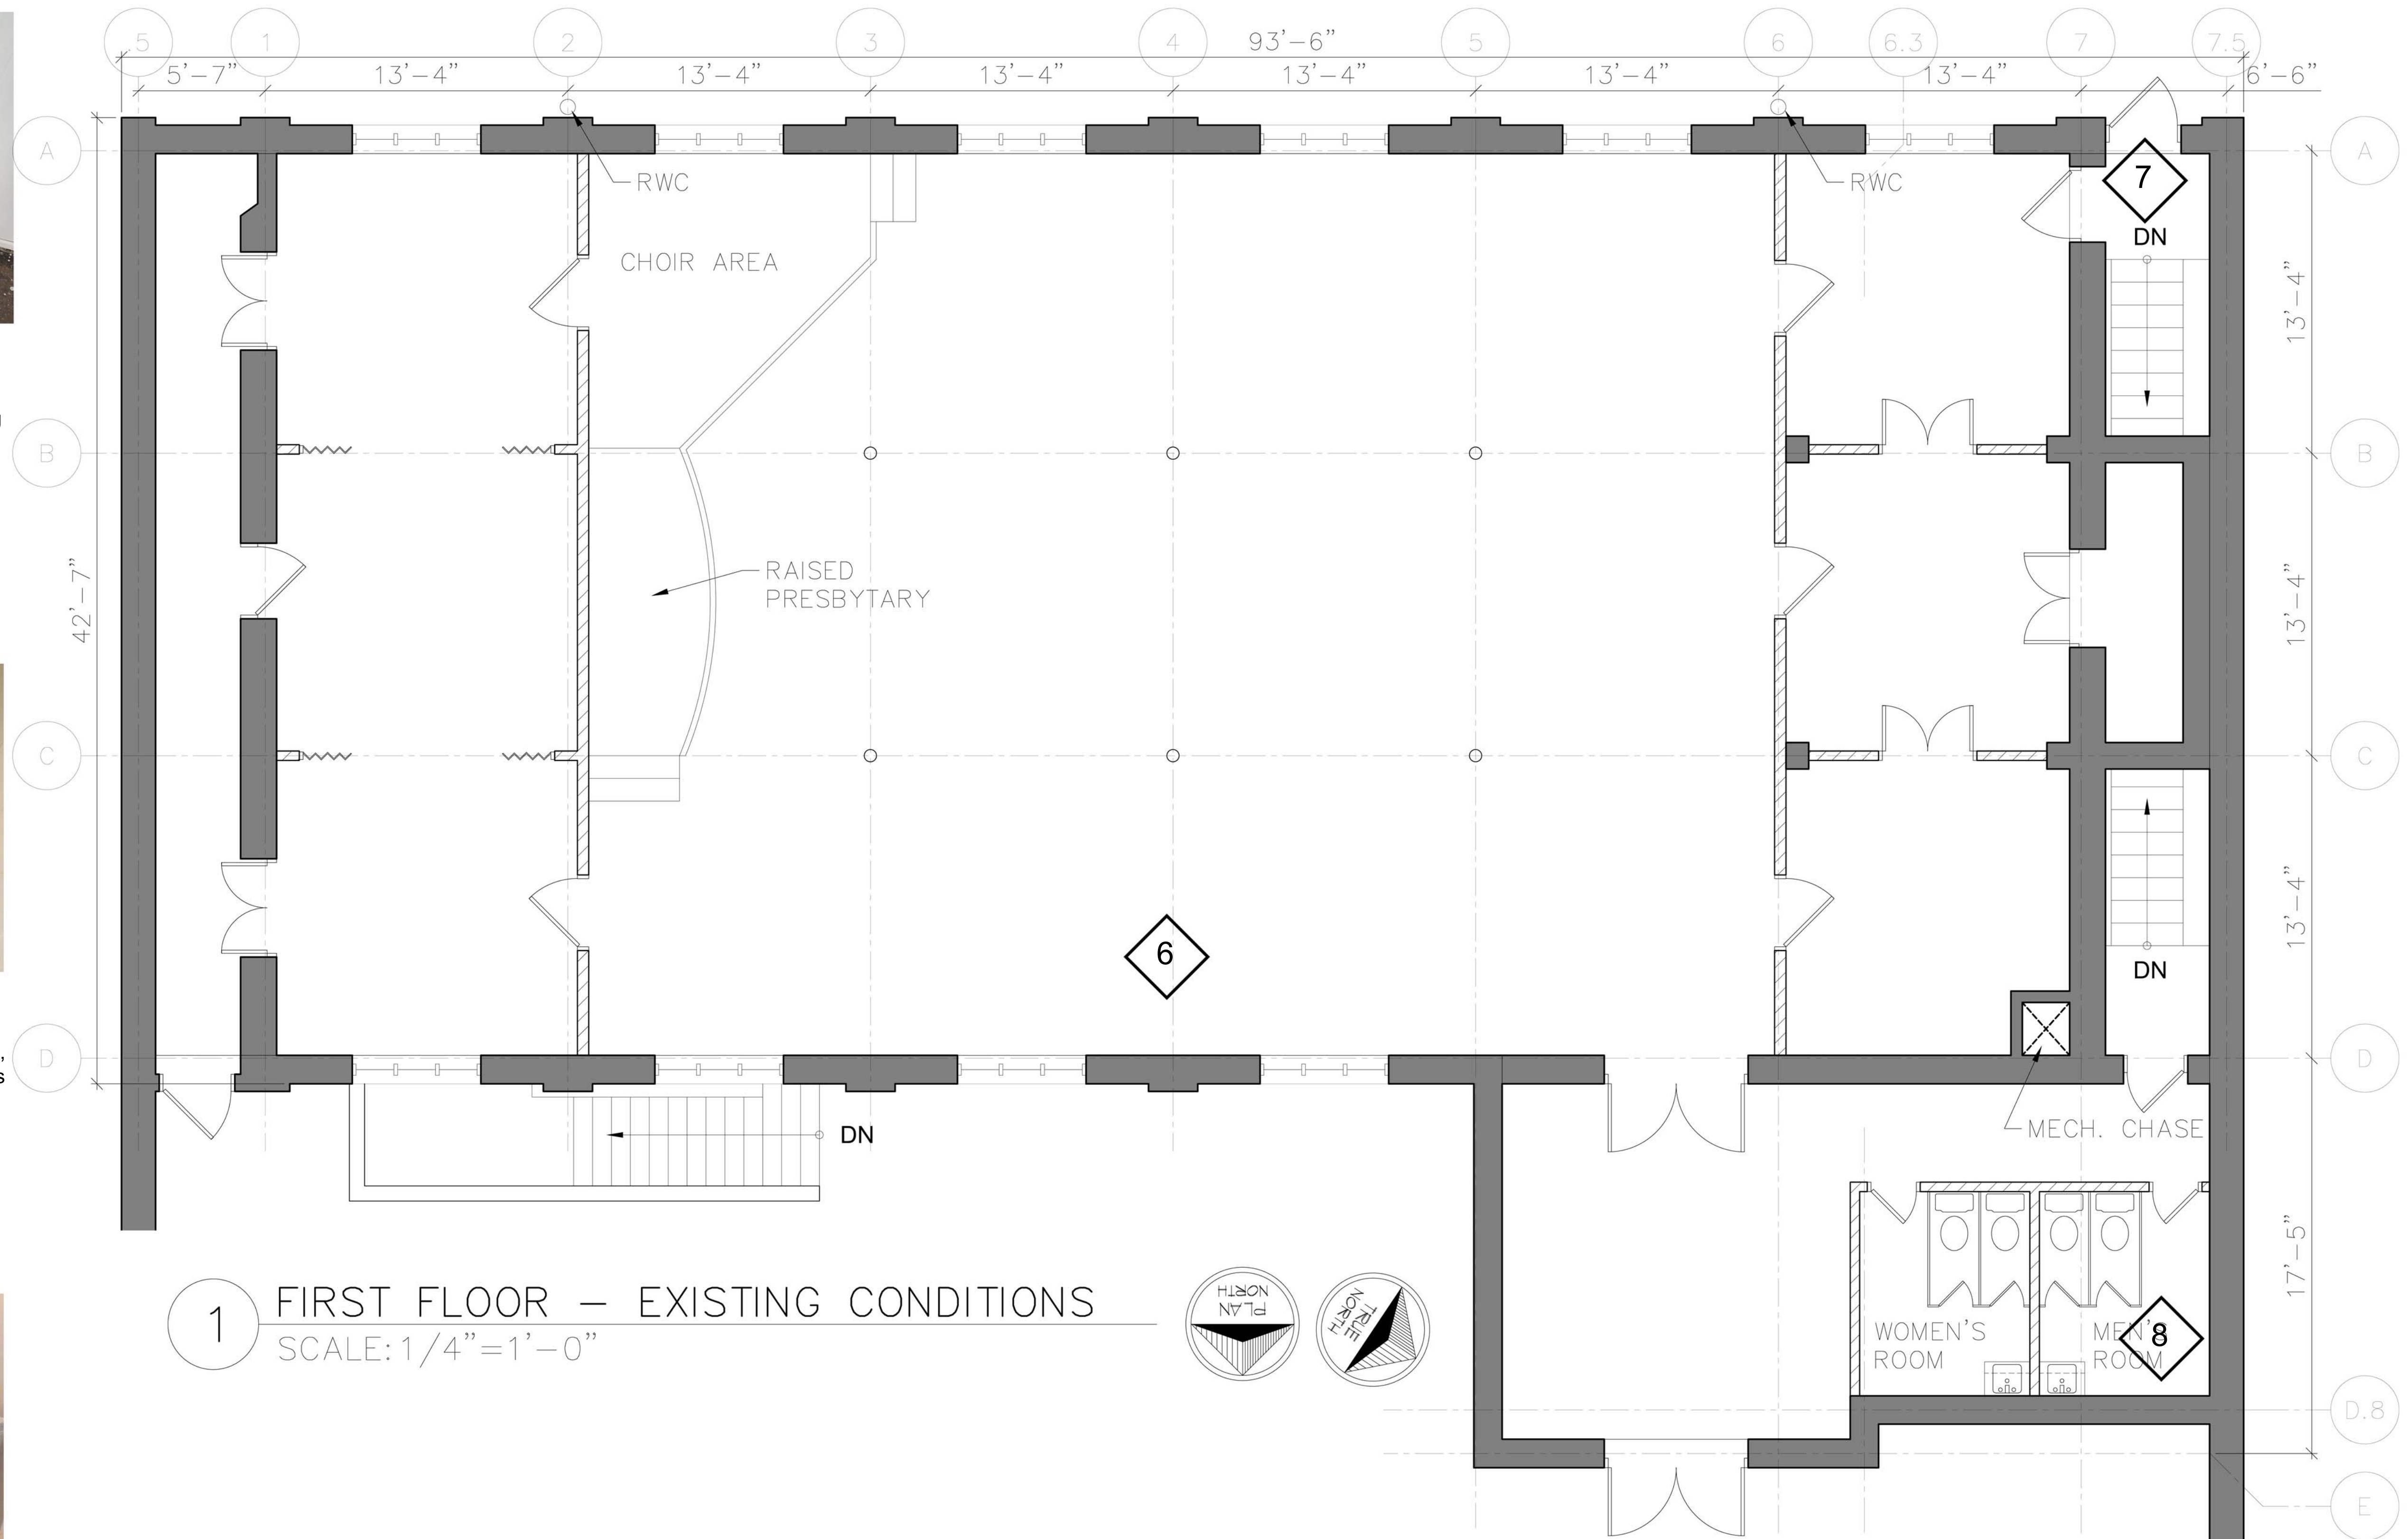 .5
1
2
3
4
5
6
6.3
7
7.5
93'-6"
5'-7"
13'-4"
13'-4"
13'-4"
13'-4"
13'-4"
13'-4"
6'-6"
A
A
7
RWC
RWC
DN
CHOIR AREA
13'-4"
B
B
RAISED
PRESBYTARY
42'-7"
13'-4"
C
C
6
13'-4"
DN
D
D
DN
MECH. CHASE
17'-5"
WOMEN'S
ROOM
MEN'S
ROOM
8
1
FIRST FLOOR - EXISTING CONDITIONS
SCALE: 1/4"=1'-0"
PLAN
NORTH
TRUE
NORTH
D.8
E